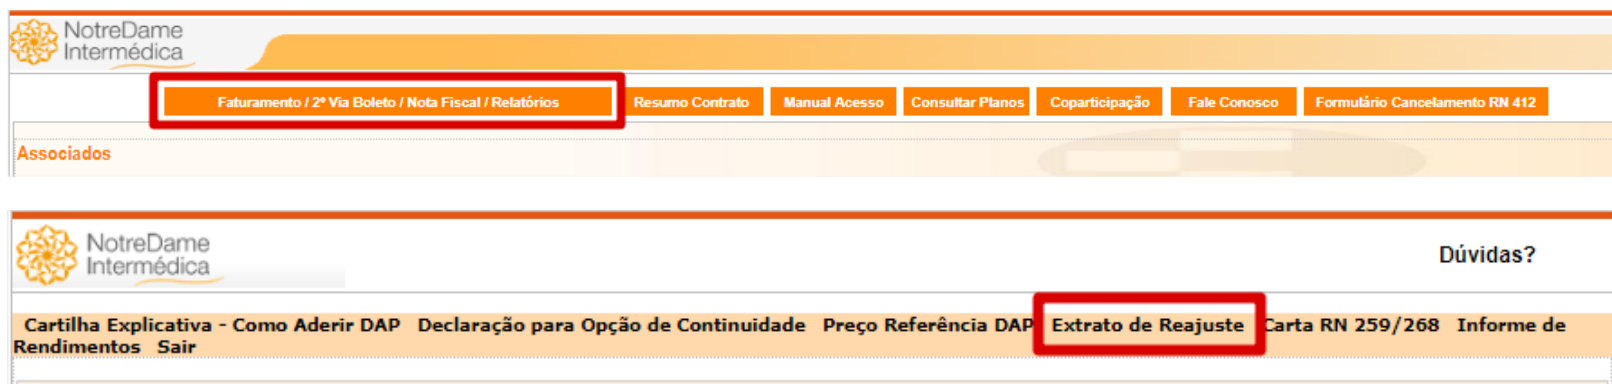 NotreDame
Intermédica
Faturamento / 2ª Via Boleto / Nota Fiscal / Relatórios Resumo Contrato Manual Acesso Consultar Planos Coparticipação Fale Conosco Formulário Cancelamento RN 412
Associados
NotreDame
Intermédica
Dúvidas?
Cartilha Explicativa - Como Aderir DAP Declaração para Opção de Continuidade Preço Referência DAP Extrato de Reajuste Carta RN 259/268 Informe de
Rendimentos Sair